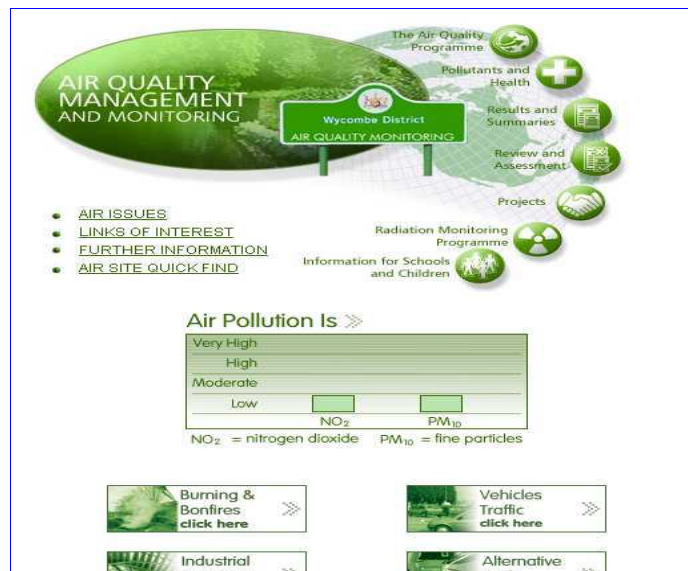 AIR QUALITY
MANAGEMENT
AND MONITORING
Wycombe District
AIR QUALITY MONITORING
The Air Quality
Programme
Pollutants and
Health
Results and
Summaries
Review and
Assessment
Projects
Radiation Monitoring
Programme
Information for Schools
and Children
AIR ISSUES
LINKS OF INTEREST
FURTHER INFORMATION
AIR SITE QUICK FIND
Air Pollution Is
Very High
High
Moderate
Low
NO₂ PM₁₀
NO₂ = nitrogen dioxide PM₁₀ = fine particles
Burning &
Bonfires
click here
Vehicles
Traffic
click here
Industrial
Alternative